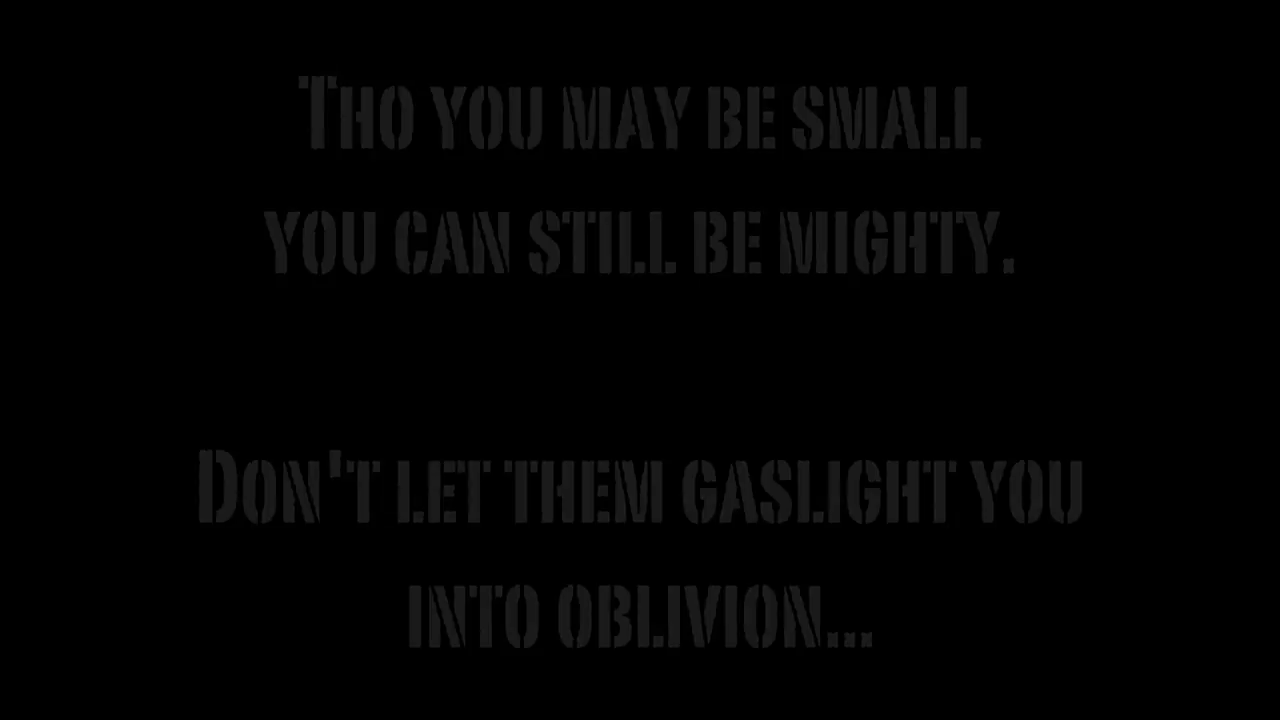 Tho you may be small
you can still be mighty.
Don't let them gaslight you
into oblivion...